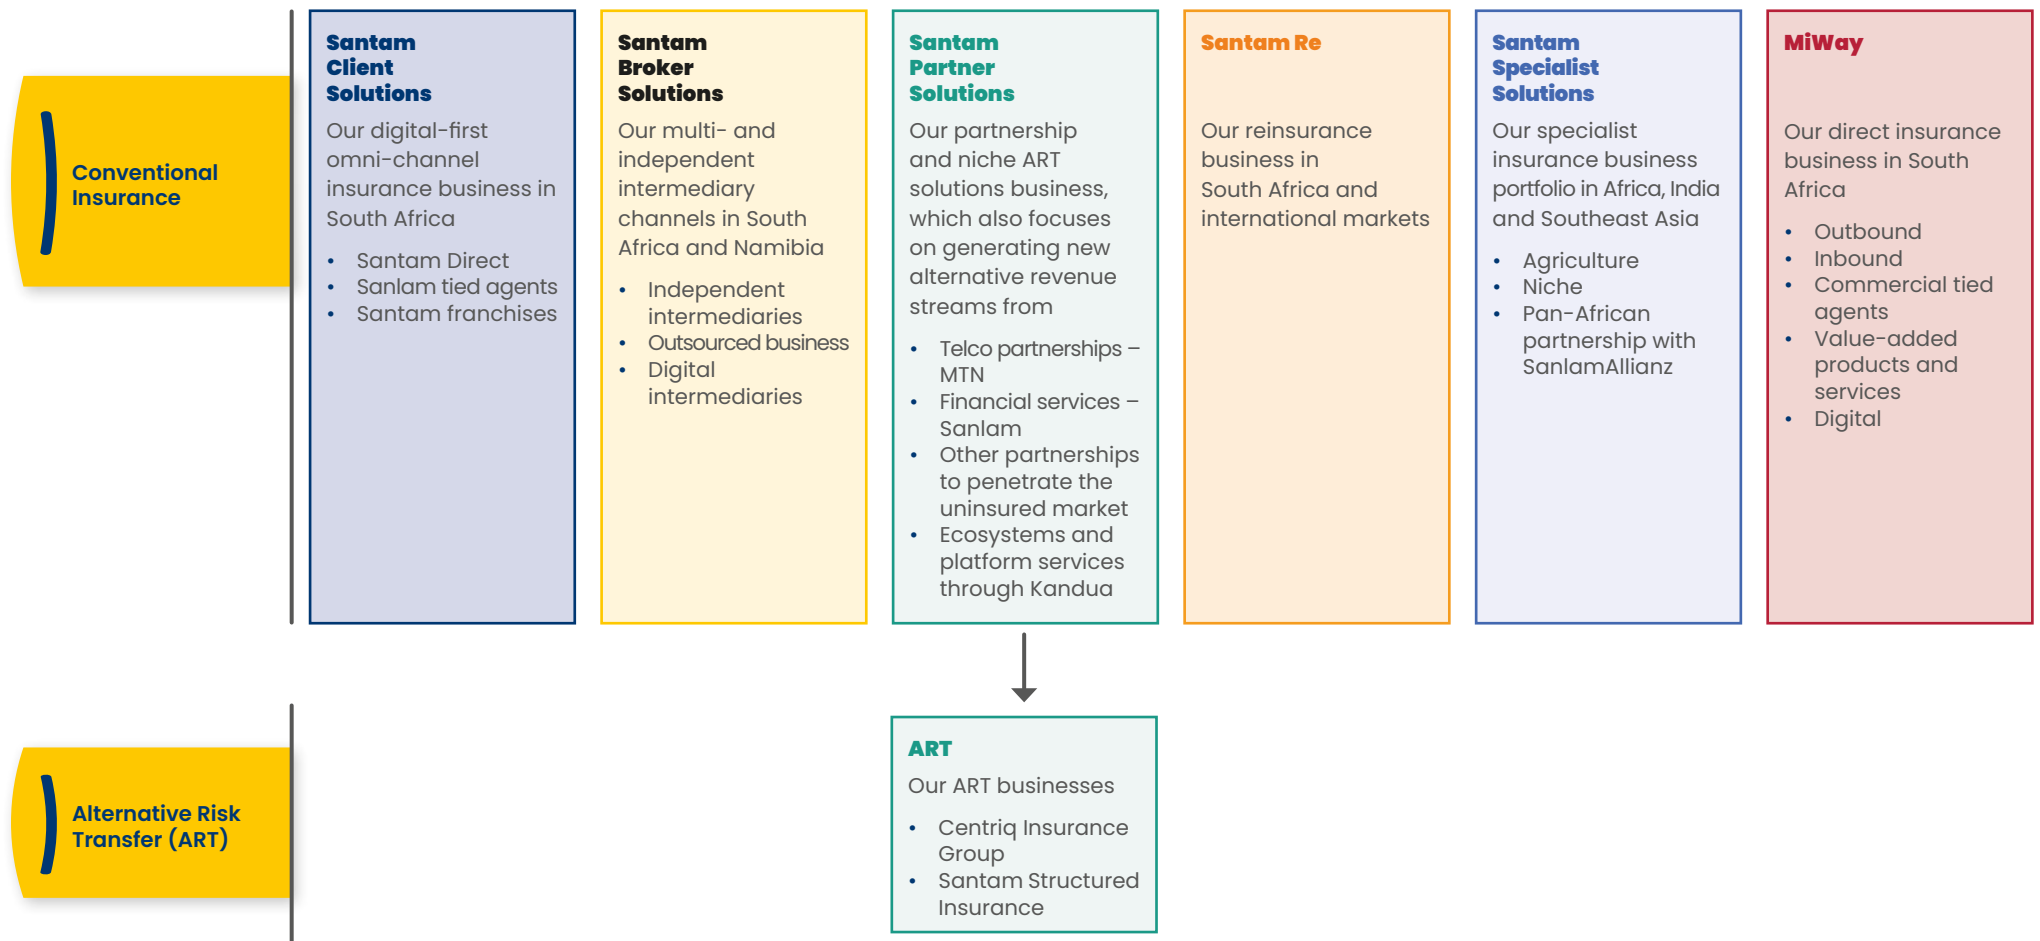 Conventional
Insurance
Santam
Client
Solutions
Our digital-first
omni-channel
insurance business in
South Africa
• Santam Direct
• Sanlam tied agents
• Santam franchises
Santam
Broker
Solutions
Our multi- and
independent
intermediary
channels in South
Africa and Namibia
• Independent
intermediaries
• Outsourced business
• Digital
intermediaries
Santam
Partner
Solutions
Our partnership
and niche ART
solutions business,
which also focuses
on generating new
alternative revenue
streams from
• Telco partnerships –
MTN
• Financial services –
Sanlam
• Other partnerships
to penetrate the
uninsured market
• Ecosystems and
platform services
through Kandua
Santam Re
Our reinsurance
business in
South Africa and
international markets
Santam
Specialist
Solutions
Our specialist
insurance business
portfolio in Africa, India
and Southeast Asia
• Agriculture
• Niche
• Pan-African
partnership with
SanlamAllianz
MiWay
Our direct insurance
business in South
Africa
• Outbound
• Inbound
• Commercial tied
agents
• Value-added
products and
services
• Digital
Alternative Risk
Transfer (ART)
ART
Our ART businesses
• Centriq Insurance
Group
• Santam Structured
Insurance